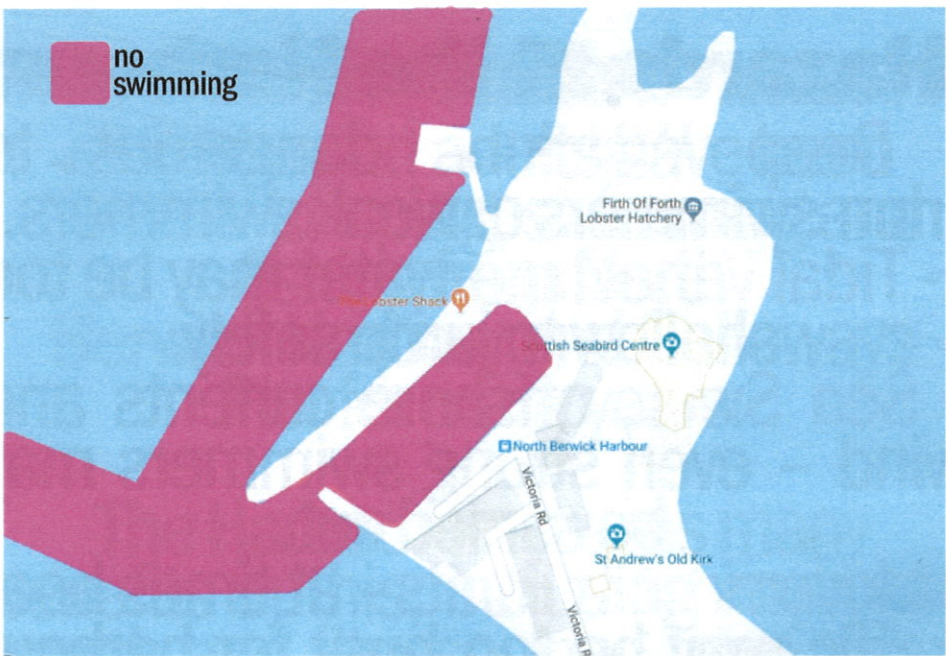 no
swimming
Firth Of Forth
Lobster Hatchery
Lobster Shack
Scottish Seabird Centre
North Berwick Harbour
Victoria Rd
St Andrew's Old Kirk
Victoria R